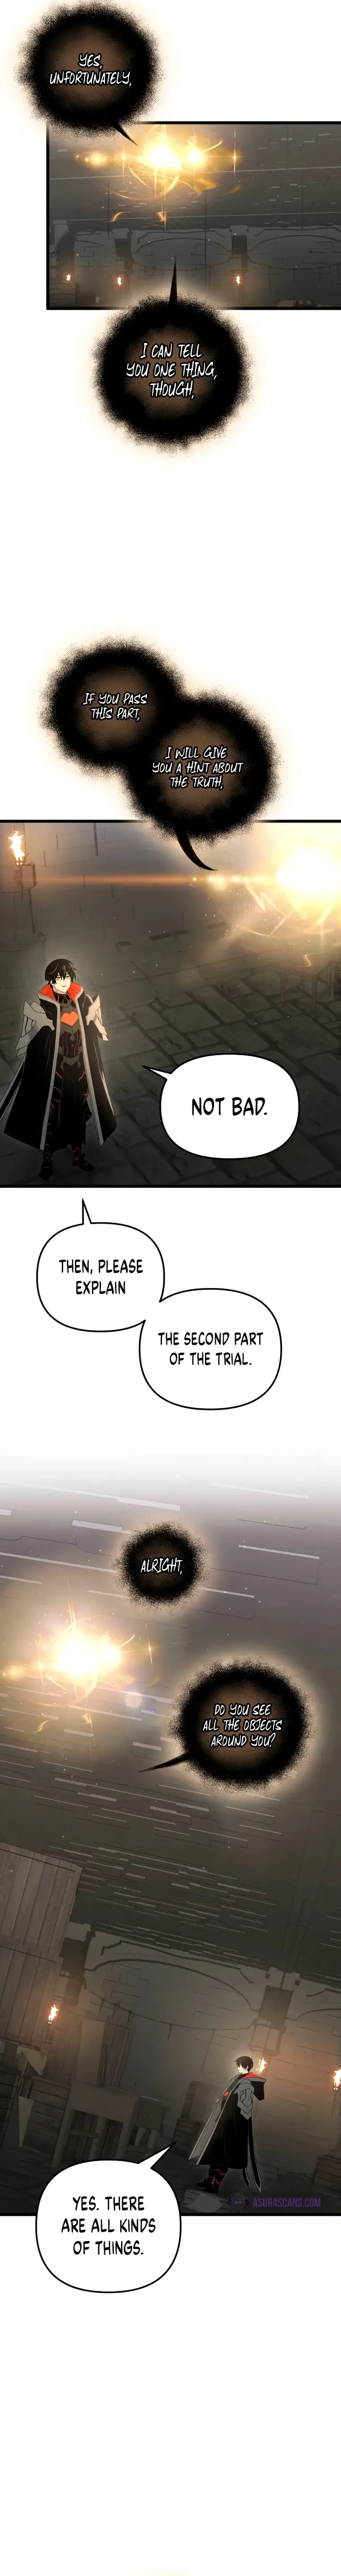 YES,
UNFORTUNATELY,
I CAN TELL
YOU ONE THING,
THOUGH,
IF YOU PASS
THIS PART,
I WILL GIVE
YOU A HINT ABOUT
THE TRUTH,
NOT BAD.
THEN, PLEASE
EXPLAIN
THE SECOND PART
OF THE TRIAL.
ALRIGHT,
DO YOU SEE
ALL THE OBJECTS
AROUND YOU?
ASURASCANS.COM
YES. THERE
ARE ALL KINDS
OF THINGS.